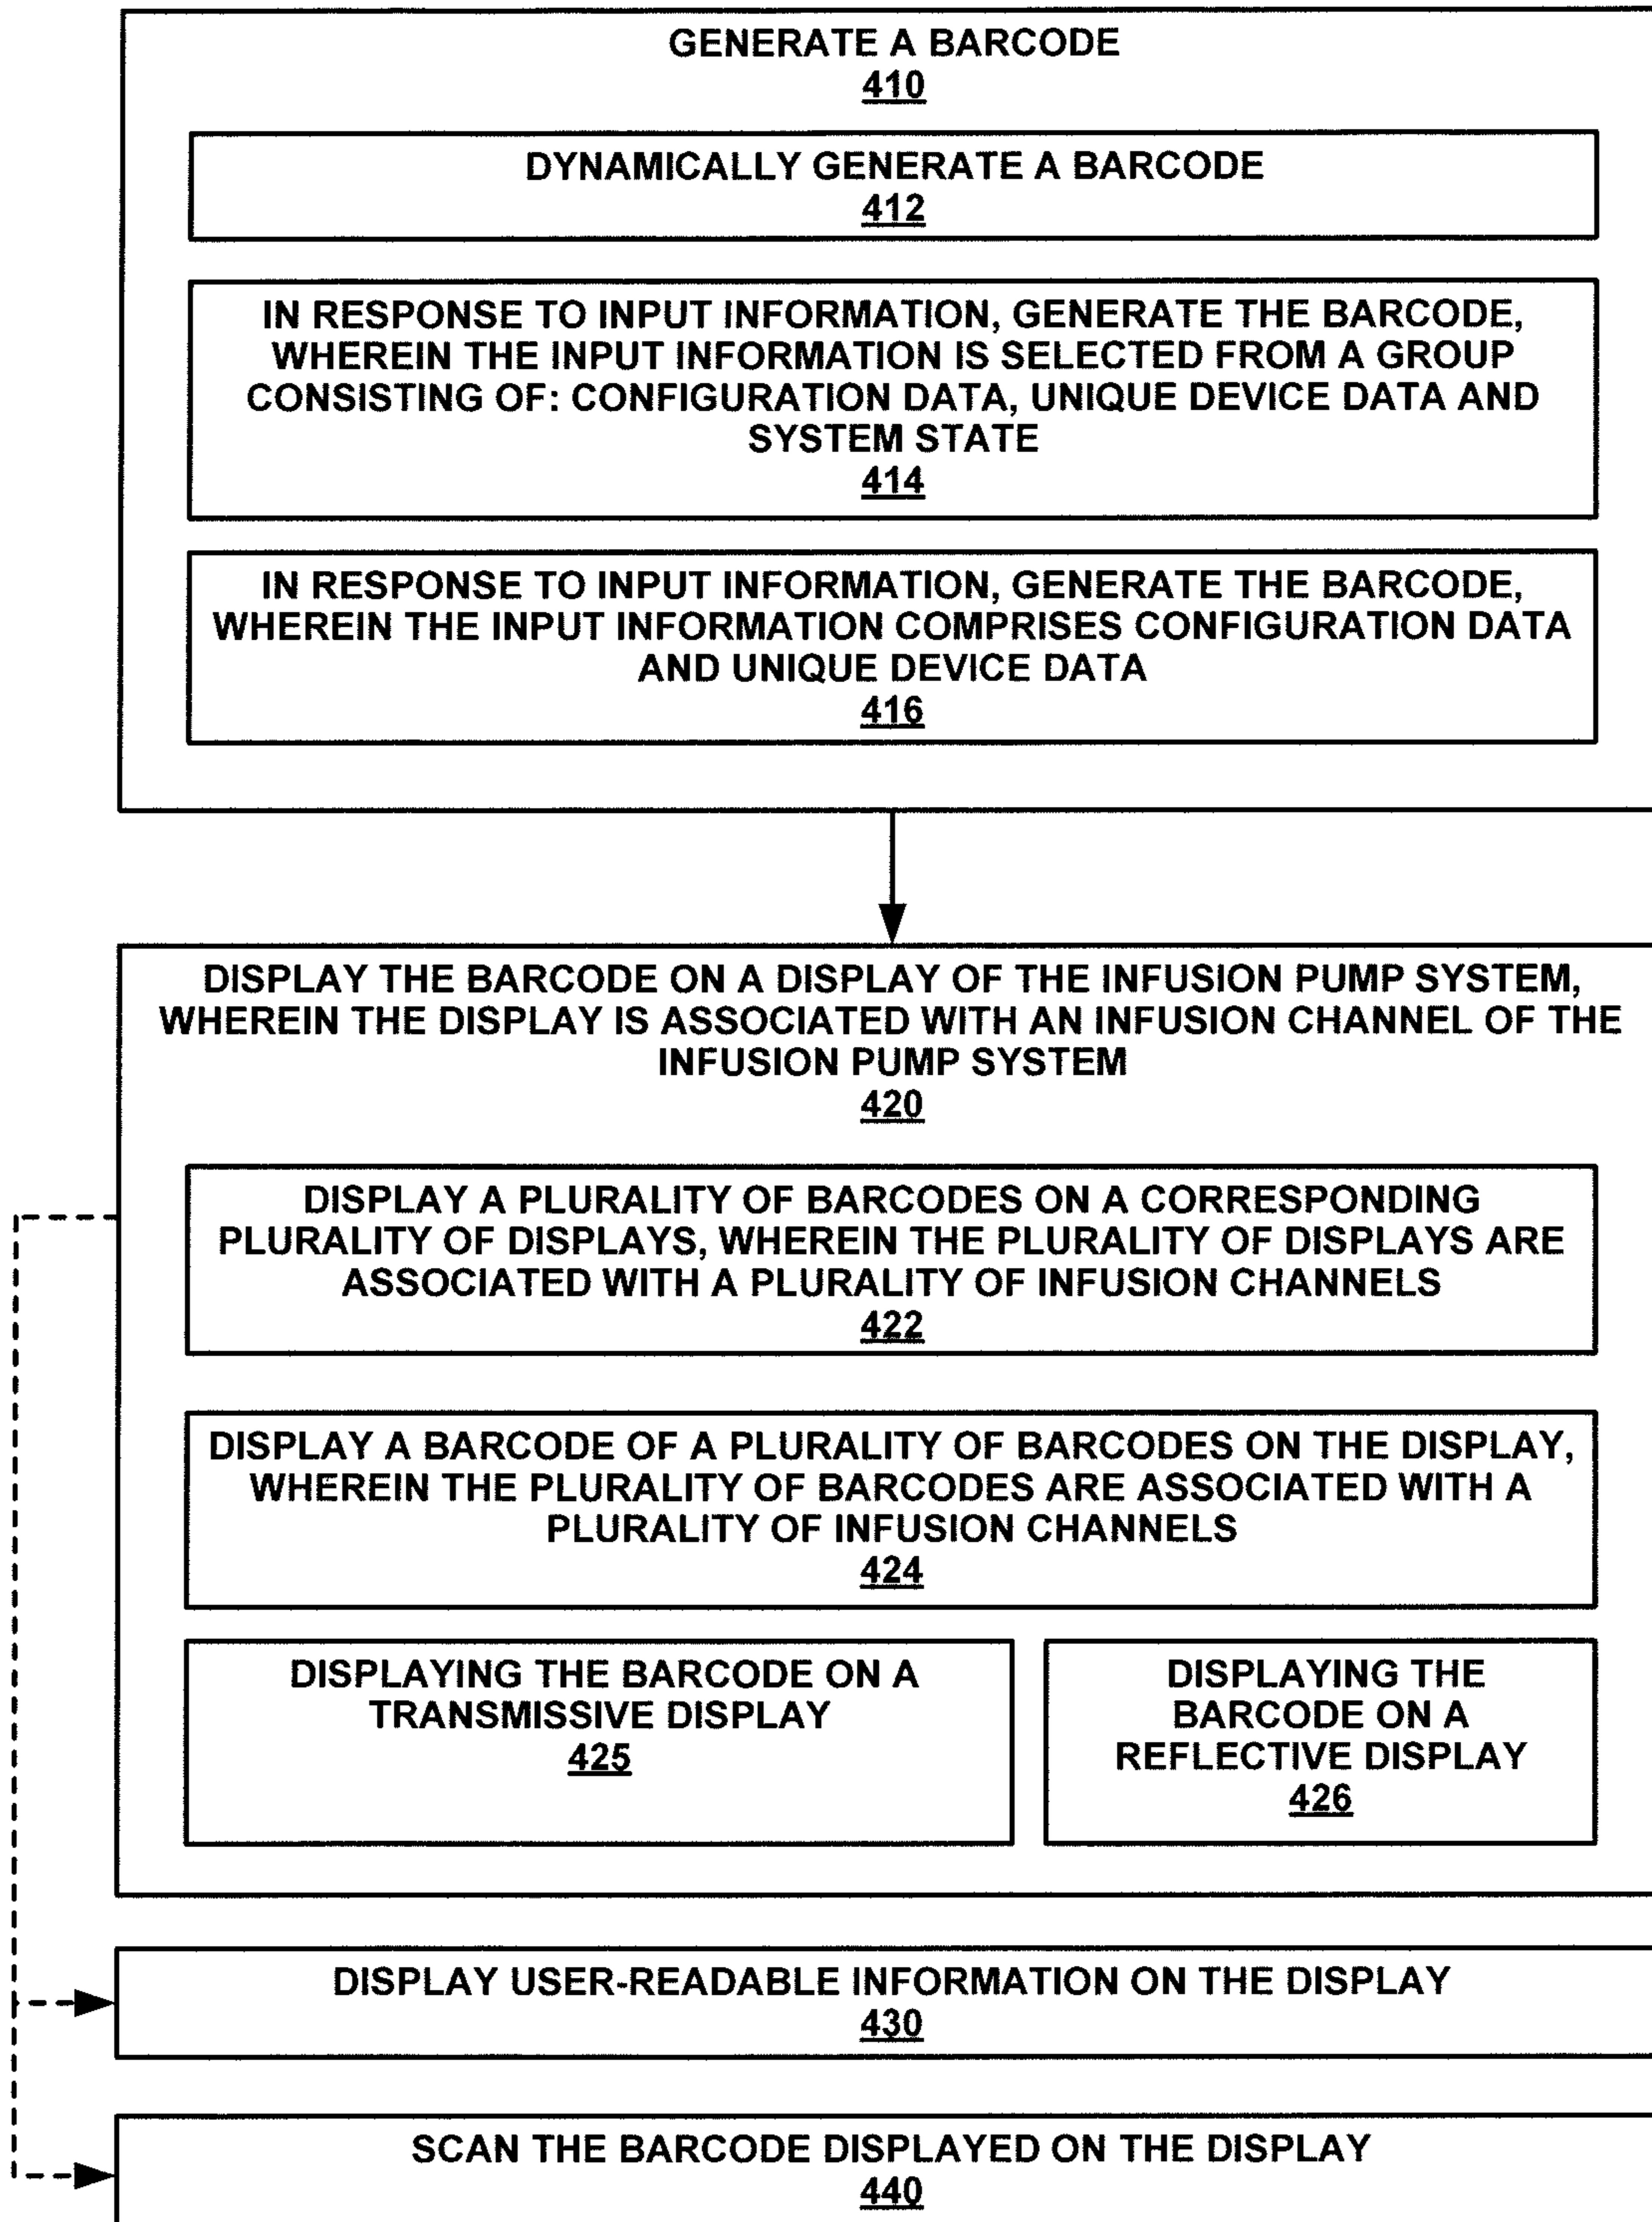 GENERATE A BARCODE
410
DYNAMICALLY GENERATE A BARCODE
412
IN RESPONSE TO INPUT INFORMATION, GENERATE THE BARCODE,
WHEREIN THE INPUT INFORMATION IS SELECTED FROM A GROUP
CONSISTING OF: CONFIGURATION DATA, UNIQUE DEVICE DATA AND
SYSTEM STATE
414
IN RESPONSE TO INPUT INFORMATION, GENERATE THE BARCODE,
WHEREIN THE INPUT INFORMATION COMPRISES CONFIGURATION DATA
AND UNIQUE DEVICE DATA
416
DISPLAY THE BARCODE ON A DISPLAY OF THE INFUSION PUMP SYSTEM,
WHEREIN THE DISPLAY IS ASSOCIATED WITH AN INFUSION CHANNEL OF THE
INFUSION PUMP SYSTEM
420
DISPLAY A PLURALITY OF BARCODES ON A CORRESPONDING
PLURALITY OF DISPLAYS, WHEREIN THE PLURALITY OF DISPLAYS ARE
ASSOCIATED WITH A PLURALITY OF INFUSION CHANNELS
422
DISPLAY A BARCODE OF A PLURALITY OF BARCODES ON THE DISPLAY,
WHEREIN THE PLURALITY OF BARCODES ARE ASSOCIATED WITH A
PLURALITY OF INFUSION CHANNELS
424
DISPLAYING THE BARCODE ON A
TRANSMISSIVE DISPLAY
425
DISPLAYING THE
BARCODE ON A
REFLECTIVE DISPLAY
426
DISPLAY USER-READABLE INFORMATION ON THE DISPLAY
430
SCAN THE BARCODE DISPLAYED ON THE DISPLAY
440